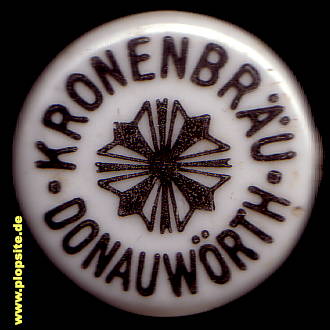 · KRONENBRÄU ·
DONAUWÖRTH
www.plopsite.de